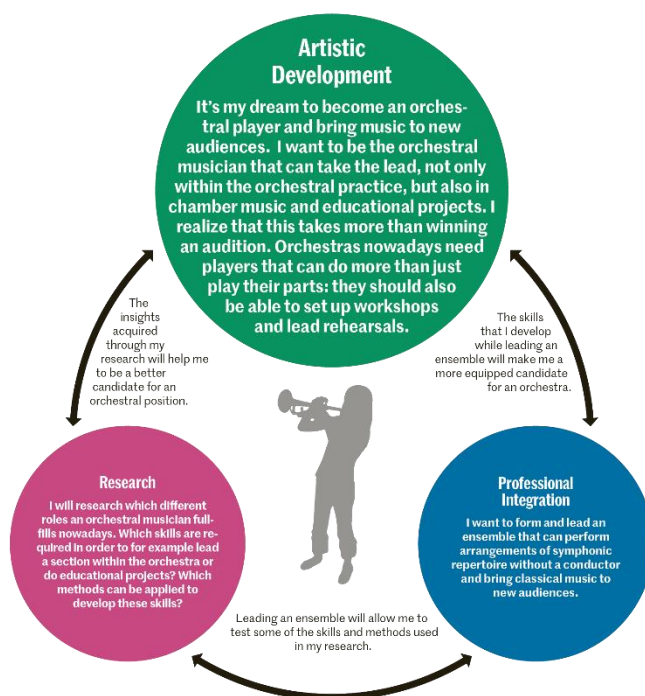 Artistic
Development
It's my dream to become an orches-
tral player and bring music to new
audiences. I want to be the orchestral
musician that can take the lead, not only
within the orchestral practice, but also in
chamber music and educational projects. I
realize that this takes more than winning
an audition. Orchestras nowadays need
players that can do more than just
play their parts: they should also
be able to set up workshops
and lead rehearsals.
The
insights
acquired
through my
research will help me
to be a better
candidate for an
orchestral position.
The skills
that I develop
while leading an
ensemble will make me a
more equipped candidate
for an orchestra.
Research
I will research which different
roles an orchestral musician full-
fills nowadays. Which skills are re-
quired in order to for example lead
a section within the orchestra or
do educational projects? Which
methods can be applied to
develop these skills?
Professional
Integration
I want to form and lead an
ensemble that can perform
arrangements of symphonic
repertoire without a conductor
and bring classical music to
new audiences.
Leading an ensemble will allow me to
test some of the skills and methods used
in my research.